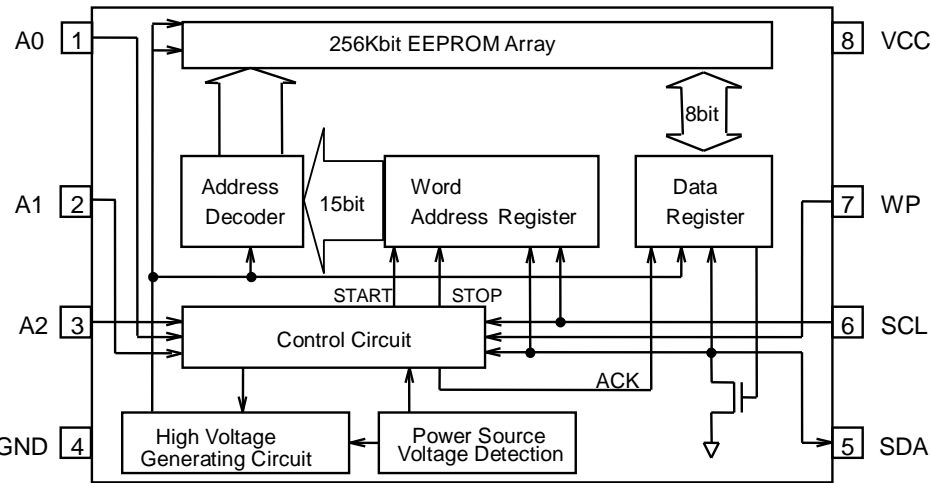 A0 1
256Kbit EEPROM Array
8 VCC
8bit
A1 2
Address
Decoder
15bit
Word
Address Register
Data
Register
7 WP
START
STOP
A2 3
Control Circuit
6 SCL
ACK
GND 4
High Voltage
Generating Circuit
Power Source
Voltage Detection
5 SDA